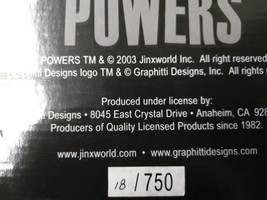 POWERS
POWERS TM & © 2003 Jinxworld Inc. All right reserved
Designs logo TM & © Graphitti Designs, Inc. All rights
Produced under license by:
Designs • 8045 East Crystal Drive • Anaheim, CA 928
Producers of Quality Licensed Products since 1982.
www.jinxworld.com • www.graphittidesigns.com
18 / 750